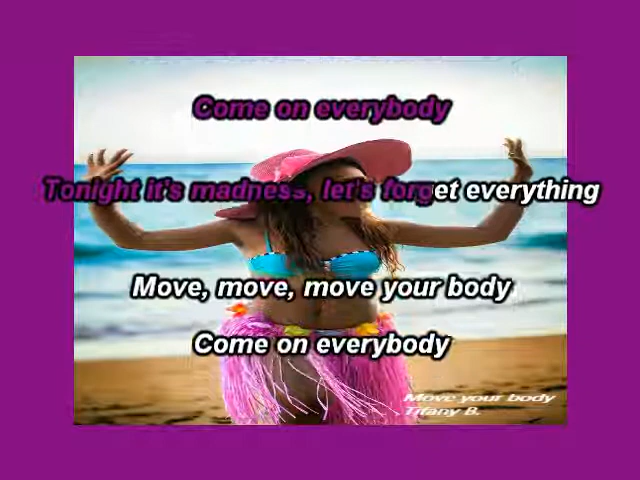 Come on everybody
Tonight it's madness, let's forget everything
Move, move, move your body
Come on everybody
Move your body
Tifany B.